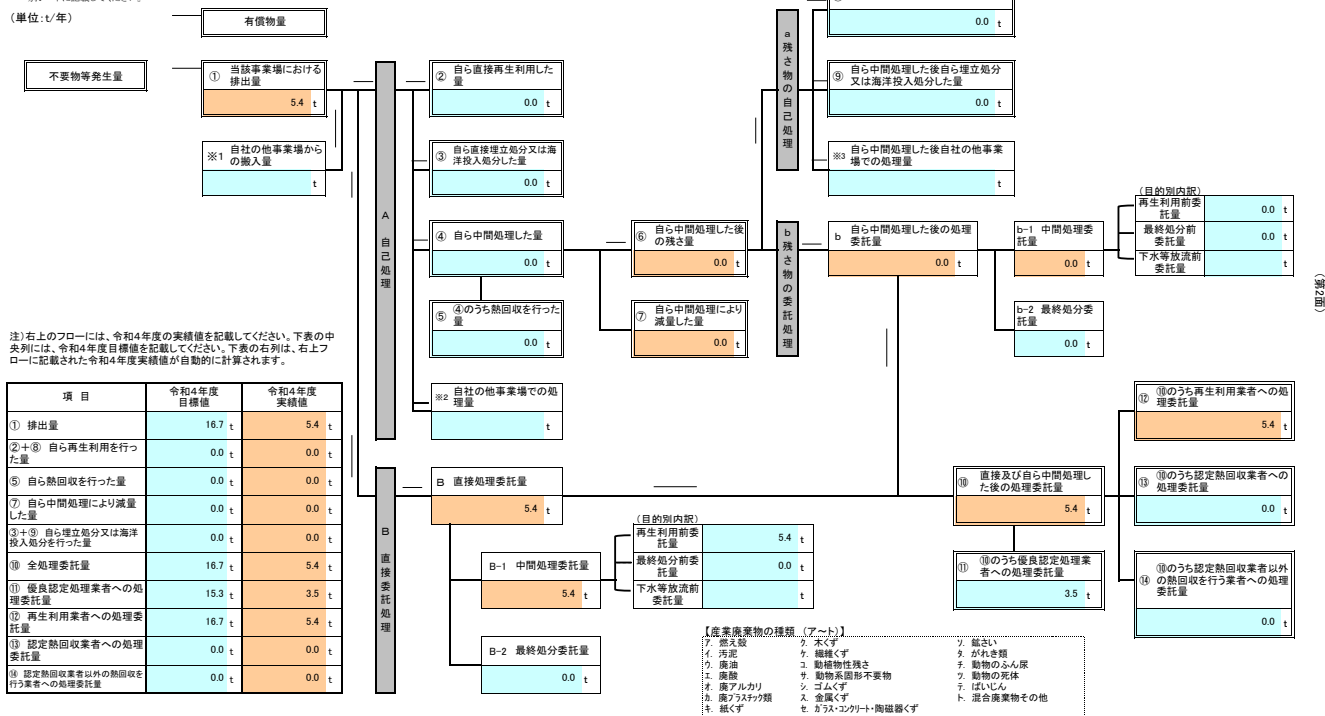 (単位:t/年)
有償物量
不要物等発生量
① 当該事業場における
排出量
5.4 t
※1 自社の他事業場から
の搬入量
t
A 自己処理
② 自ら直接再生利用した
量
0.0 t
③ 自ら直接埋立処分又は海
洋投入処分した量
0.0 t
④ 自ら中間処理した量
0.0 t
⑤ ④のうち熱回収を行った
量
0.0 t
※2 自社の他事業場での処
理量
t
⑥ 自ら中間処理した後
の残さ量
0.0 t
⑦ 自ら中間処理により
減量した量
0.0 t
a 残さ物の自己処理
0.0 t
⑨ 自ら中間処理した後自ら埋立処分
又は海洋投入処分した量
0.0 t
※3 自ら中間処理した後自社の他事業
場での処理量
t
b 残さ物の委託処理
b 自ら中間処理した後の処理
委託量
0.0 t
b-1 中間処理委
託量
0.0 t
b-2 最終処分委
託量
0.0 t
(目的別内訳)
再生利用前委
託量
0.0 t
最終処分前
委託量
0.0 t
下水等放流前
委託量
t
(第2面)
注)右上のフローには、令和4年度の実績値を記載してください。下表の中
央列には、令和4年度目標値を記載してください。下表の右列は、右上フ
ローに記載された令和4年度実績値が自動的に計算されます。
項 目 令和4年度
目標値 令和4年度
実績値
① 排出量 16.7 t 5.4 t
②+⑧ 自ら再生利用を行っ
た量 0.0 t 0.0 t
⑤ 自ら熱回収を行った量 0.0 t 0.0 t
⑦ 自ら中間処理により減量
した量 0.0 t 0.0 t
③+⑨ 自ら埋立処分又は海洋
投入処分を行った量 0.0 t 0.0 t
⑩ 全処理委託量 16.7 t 5.4 t
⑪ 優良認定処理業者への処
理委託量 15.3 t 3.5 t
⑫ 再生利用業者への処理委
託量 16.7 t 5.4 t
⑬ 認定熱回収業者への処理
委託量 0.0 t 0.0 t
⑭ 認定熱回収業者以外の熱回収を
行う業者への処理委託量 0.0 t 0.0 t
B 直接委託処理
B 直接処理委託量
5.4 t
B-1 中間処理委託量
5.4 t
B-2 最終処分委託量
0.0 t
(目的別内訳)
再生利用前委
託量
5.4 t
最終処分前委
託量
0.0 t
下水等放流前
委託量
t
⑩ 直接及び自ら中間処理し
た後の処理委託量
5.4 t
⑪ ⑩のうち優良認定処理業
者への処理委託量
3.5 t
⑫ ⑩のうち再生利用業者への処
理委託量
5.4 t
⑬ ⑩のうち認定熱回収業者への
処理委託量
0.0 t
⑭ ⑩のうち認定熱回収業者以外
の熱回収を行う業者への処理
委託量
0.0 t
【産業廃棄物の種類 (ア~ト)】
ア. 燃え殻 ク. 木くず ソ. 鉱さい
イ. 汚泥 ケ. 繊維くず タ. がれき類
ウ. 廃油 コ. 動植物性残さ チ. 動物のふん尿
エ. 廃酸 サ. 動物系固形不要物 ツ. 動物の死体
オ. 廃アルカリ シ. ゴムくず テ. ばいじん
カ. 廃プラスチック類 ス. 金属くず ト. 混合廃棄物その他
キ. 紙くず セ. ガラス・コンクリート・陶磁器くず